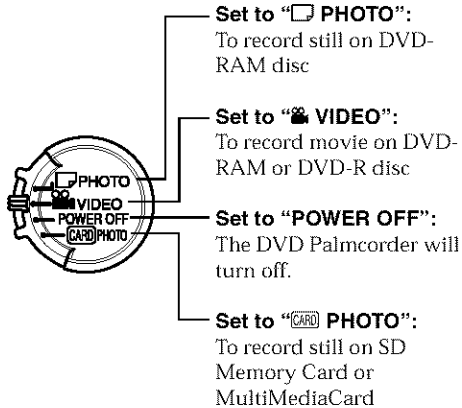 Set to “ PHOTO”:
To record still on DVD-
RAM disc
Set to “ VIDEO”:
To record movie on DVD-
RAM or DVD-R disc
Set to “POWER OFF”:
The DVD Palmcorder will
turn off.
Set to “CARD PHOTO”:
To record still on SD
Memory Card or
MultiMediaCard
PHOTO
VIDEO
POWER OFF
CARD PHOTO